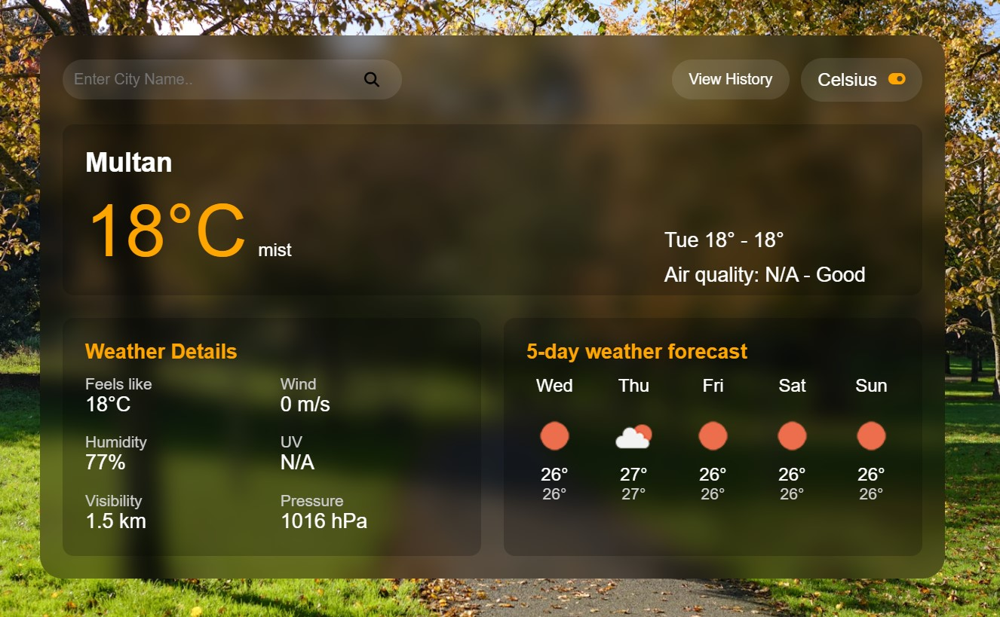 Enter City Name..
View History
Celsius
Multan
18°C mist
Tue 18° - 18°
Air quality: N/A - Good
Weather Details
Feels like
18°C
Wind
0 m/s
Humidity
77%
UV
N/A
Visibility
1.5 km
Pressure
1016 hPa
5-day weather forecast
Wed Thu Fri Sat Sun
26° 27° 26° 26° 26°
26° 27° 26° 26° 26°